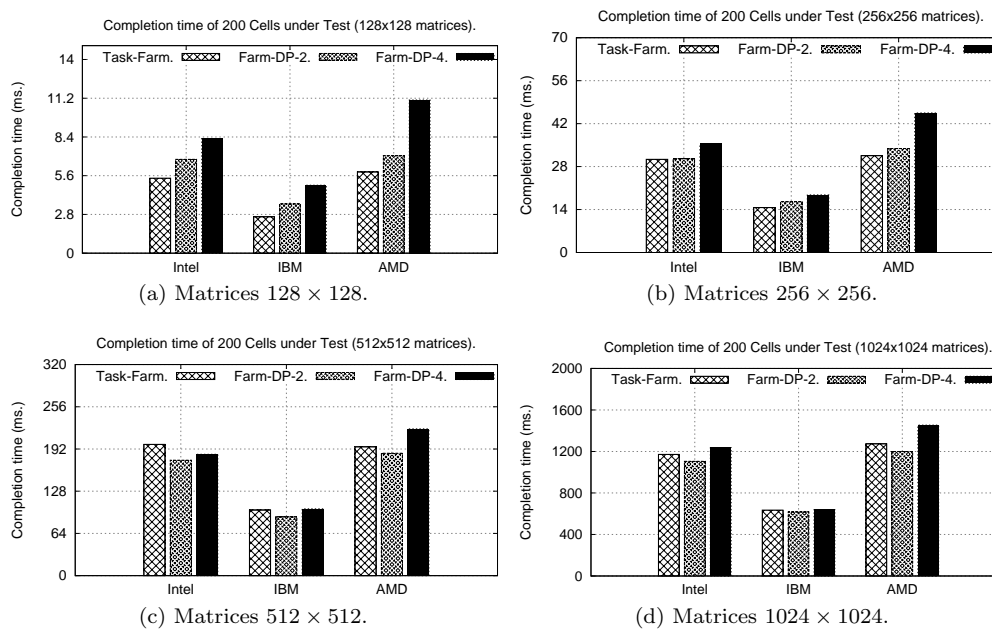 Completion time of 200 Cells under Test (128x128 matrices).
Completion time (ms.)
14
11.2
8.4
5.6
2.8
0
Task-Farm. Farm-DP-2. Farm-DP-4.
Intel IBM AMD
(a) Matrices 128 × 128.
Completion time of 200 Cells under Test (256x256 matrices).
Completion time (ms.)
70
56
42
28
14
0
Task-Farm. Farm-DP-2. Farm-DP-4.
Intel IBM AMD
(b) Matrices 256 × 256.
Completion time of 200 Cells under Test (512x512 matrices).
Completion time (ms.)
320
256
192
128
64
0
Task-Farm. Farm-DP-2. Farm-DP-4.
Intel IBM AMD
(c) Matrices 512 × 512.
Completion time of 200 Cells under Test (1024x1024 matrices).
Completion time (ms.)
2000
1600
1200
800
400
0
Task-Farm. Farm-DP-2. Farm-DP-4.
Intel IBM AMD
(d) Matrices 1024 × 1024.